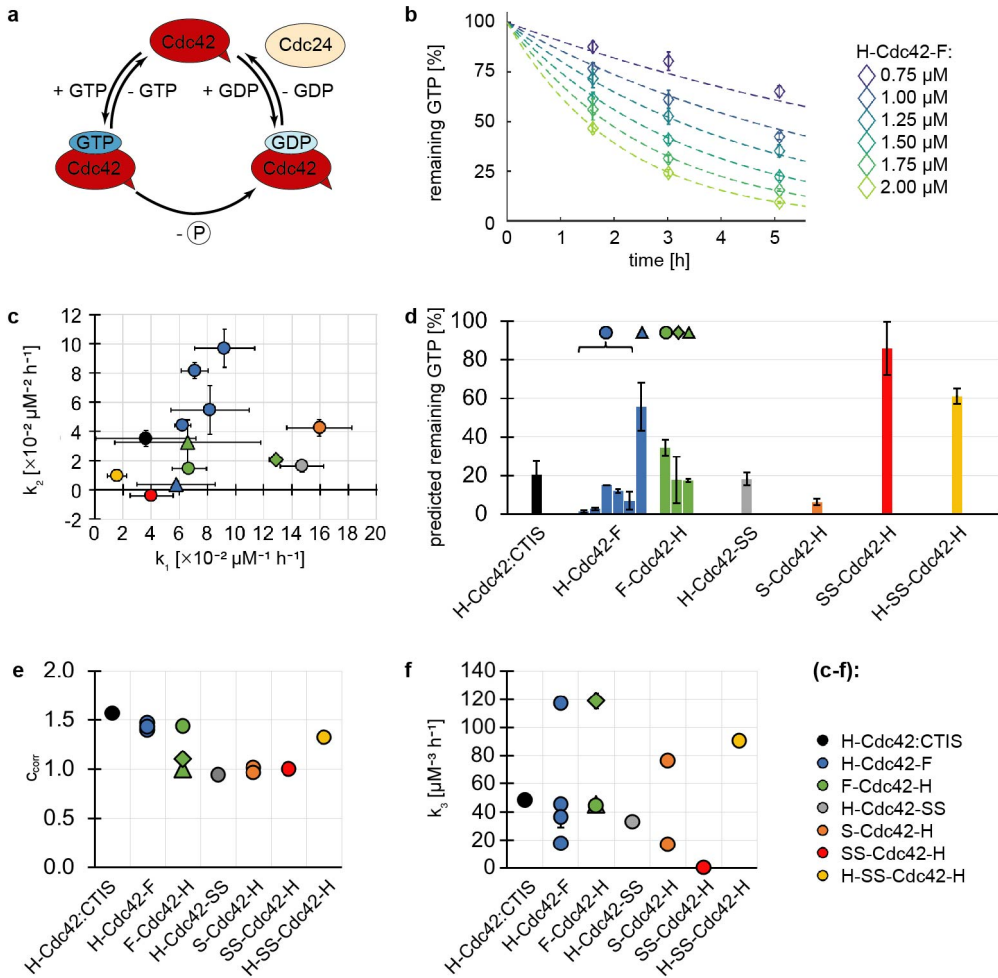 a
Cdc42
Cdc24
+ GTP
- GTP
+ GDP
- GDP
GTP
Cdc42
GDP
Cdc42
- P
b
remaining GTP [%]
100
75
50
25
0
0 1 2 3 4 5
time [h]
H-Cdc42-F:
0.75 µM
1.00 µM
1.25 µM
1.50 µM
1.75 µM
2.00 µM
c
k₂ [×10⁻² µM⁻² h⁻¹]
12
10
8
6
4
2
0
-2
0 2 4 6 8 10 12 14 16 18 20
k₁ [×10⁻² µM⁻¹ h⁻¹]
d
predicted remaining GTP [%]
100
80
60
40
20
0
H-Cdc42:CTIS
H-Cdc42-F
F-Cdc42-H
H-Cdc42-SS
S-Cdc42-H
SS-Cdc42-H
H-SS-Cdc42-H
e
c_corr
2.0
1.5
1.0
0.5
0.0
H-Cdc42:CTIS
H-Cdc42-F
F-Cdc42-H
H-Cdc42-SS
S-Cdc42-H
SS-Cdc42-H
H-SS-Cdc42-H
f
k₃ [µM⁻³ h⁻¹]
140
120
100
80
60
40
20
0
H-Cdc42:CTIS
H-Cdc42-F
F-Cdc42-H
H-Cdc42-SS
S-Cdc42-H
SS-Cdc42-H
H-SS-Cdc42-H
(c-f):
H-Cdc42:CTIS
H-Cdc42-F
F-Cdc42-H
H-Cdc42-SS
S-Cdc42-H
SS-Cdc42-H
H-SS-Cdc42-H